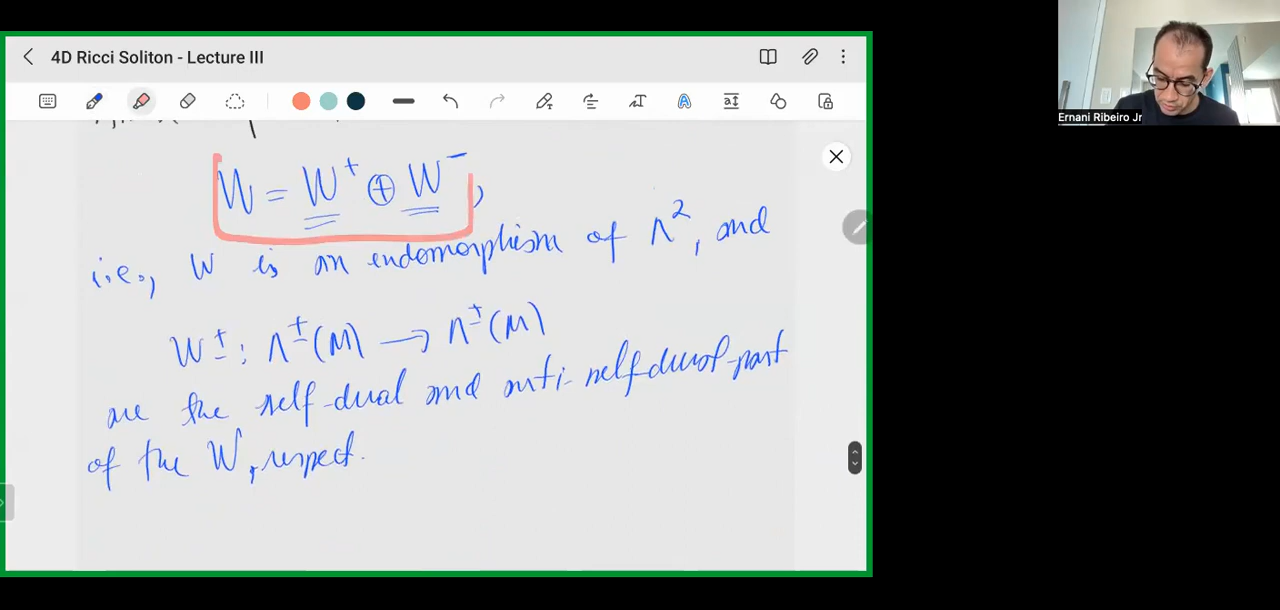 4D Ricci Soliton - Lecture III
Ernani Ribeiro Jr
W = W⁺ ⊕ W⁻,
i.e., W is an endomorphism of Λ², and
W± : Λ±(M) → Λ±(M)
are the self-dual and anti-self-dual part
of the W, respect.